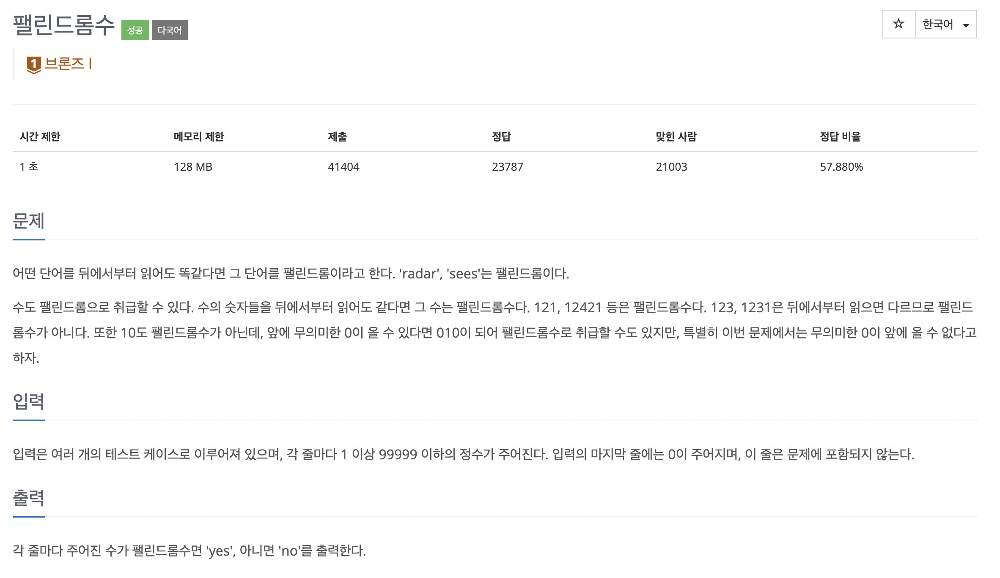 팰린드롬수 성공 다국어
☆ 한국어
1 브론즈 I
시간 제한 메모리 제한 제출 정답 맞힌 사람 정답 비율
1 초 128 MB 41404 23787 21003 57.880%
문제
어떤 단어를 뒤에서부터 읽어도 똑같다면 그 단어를 팰린드롬이라고 한다. 'radar', 'sees'는 팰린드롬이다.
수도 팰린드롬으로 취급할 수 있다. 수의 숫자들을 뒤에서부터 읽어도 같다면 그 수는 팰린드롬수다. 121, 12421 등은 팰린드롬수다. 123, 1231은 뒤에서부터 읽으면 다르므로 팰린드
롬수가 아니다. 또한 10도 팰린드롬수가 아닌데, 앞에 무의미한 0이 올 수 있다면 010이 되어 팰린드롬수로 취급할 수도 있지만, 특별히 이번 문제에서는 무의미한 0이 앞에 올 수 없다고
하자.
입력
입력은 여러 개의 테스트 케이스로 이루어져 있으며, 각 줄마다 1 이상 99999 이하의 정수가 주어진다. 입력의 마지막 줄에는 0이 주어지며, 이 줄은 문제에 포함되지 않는다.
출력
각 줄마다 주어진 수가 팰린드롬수면 'yes', 아니면 'no'를 출력한다.